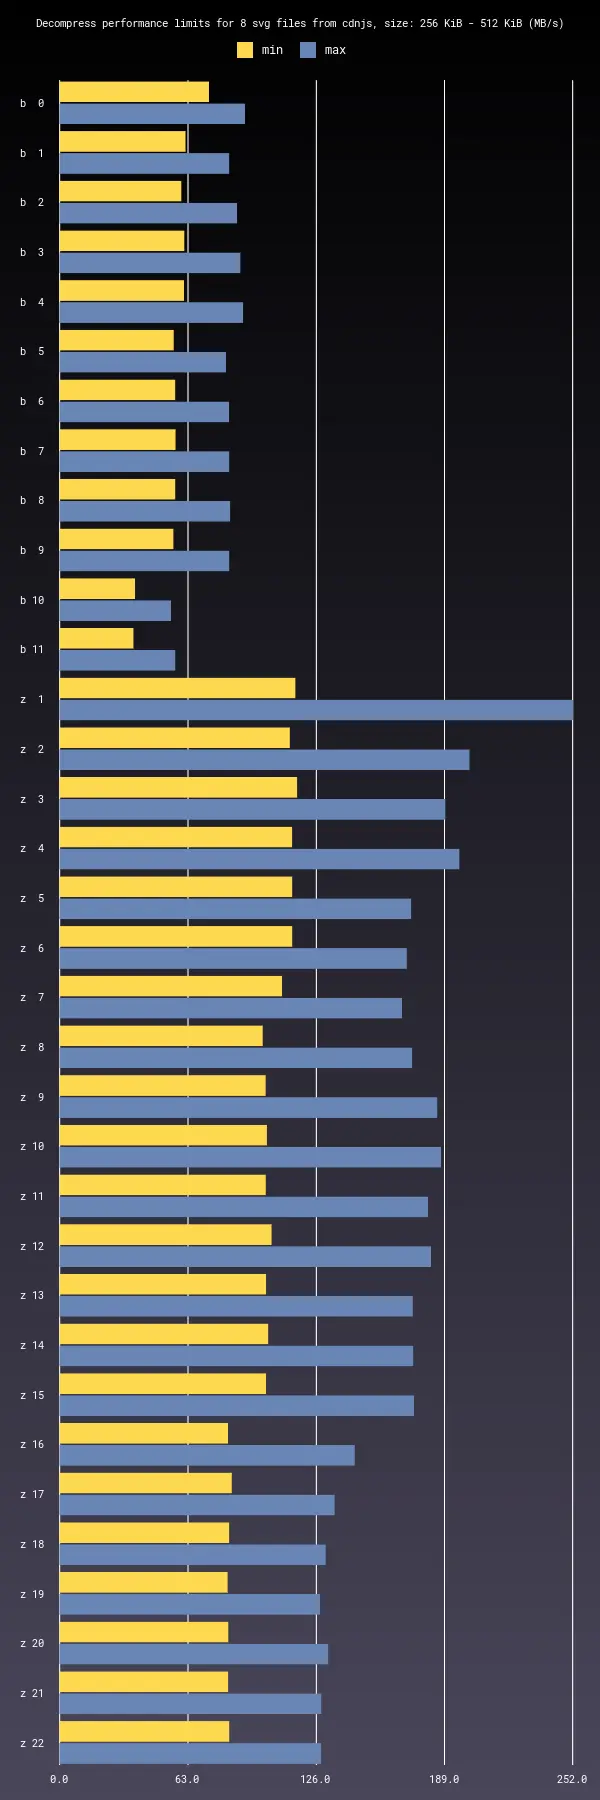 Decompress performance limits for 8 svg files from cdnjs, size: 256 KiB - 512 KiB (MB/s)
min max
b 0
b 1
b 2
b 3
b 4
b 5
b 6
b 7
b 8
b 9
b 10
b 11
z 1
z 2
z 3
z 4
z 5
z 6
z 7
z 8
z 9
z 10
z 11
z 12
z 13
z 14
z 15
z 16
z 17
z 18
z 19
z 20
z 21
z 22
0.0 63.0 126.0 189.0 252.0